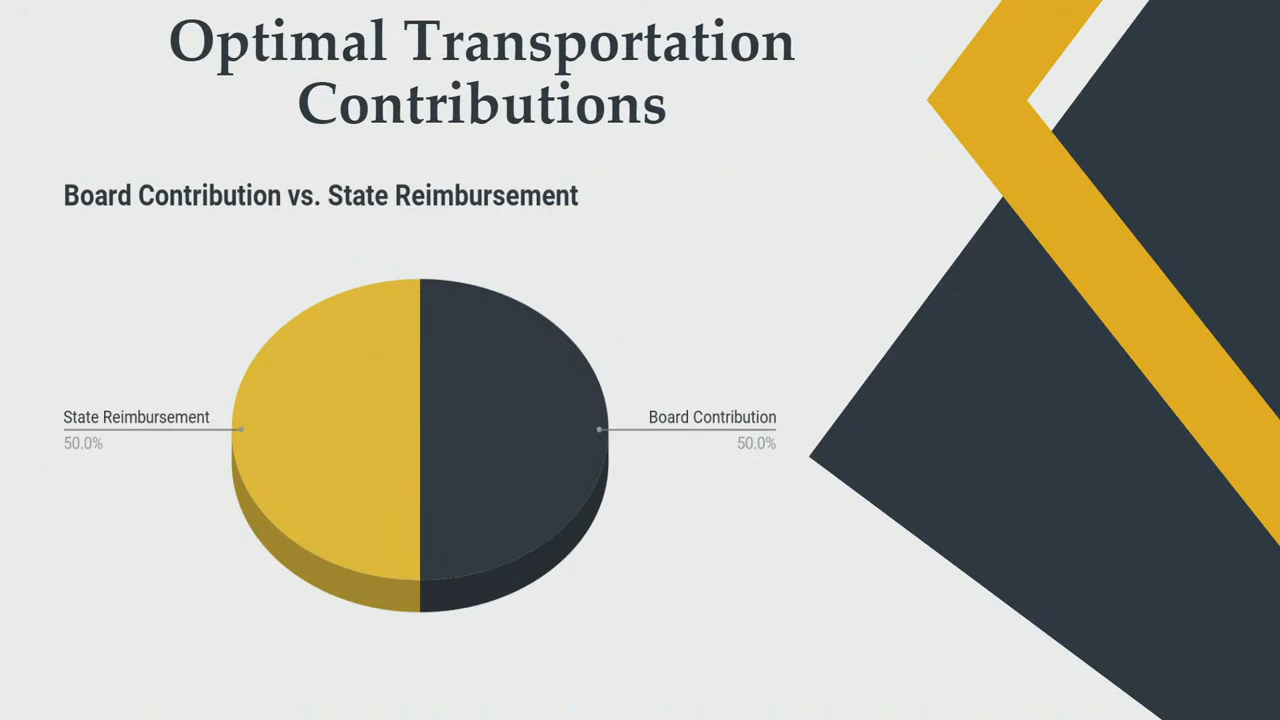 Optimal Transportation
Contributions
Board Contribution vs. State Reimbursement
State Reimbursement
50.0%
Board Contribution
50.0%